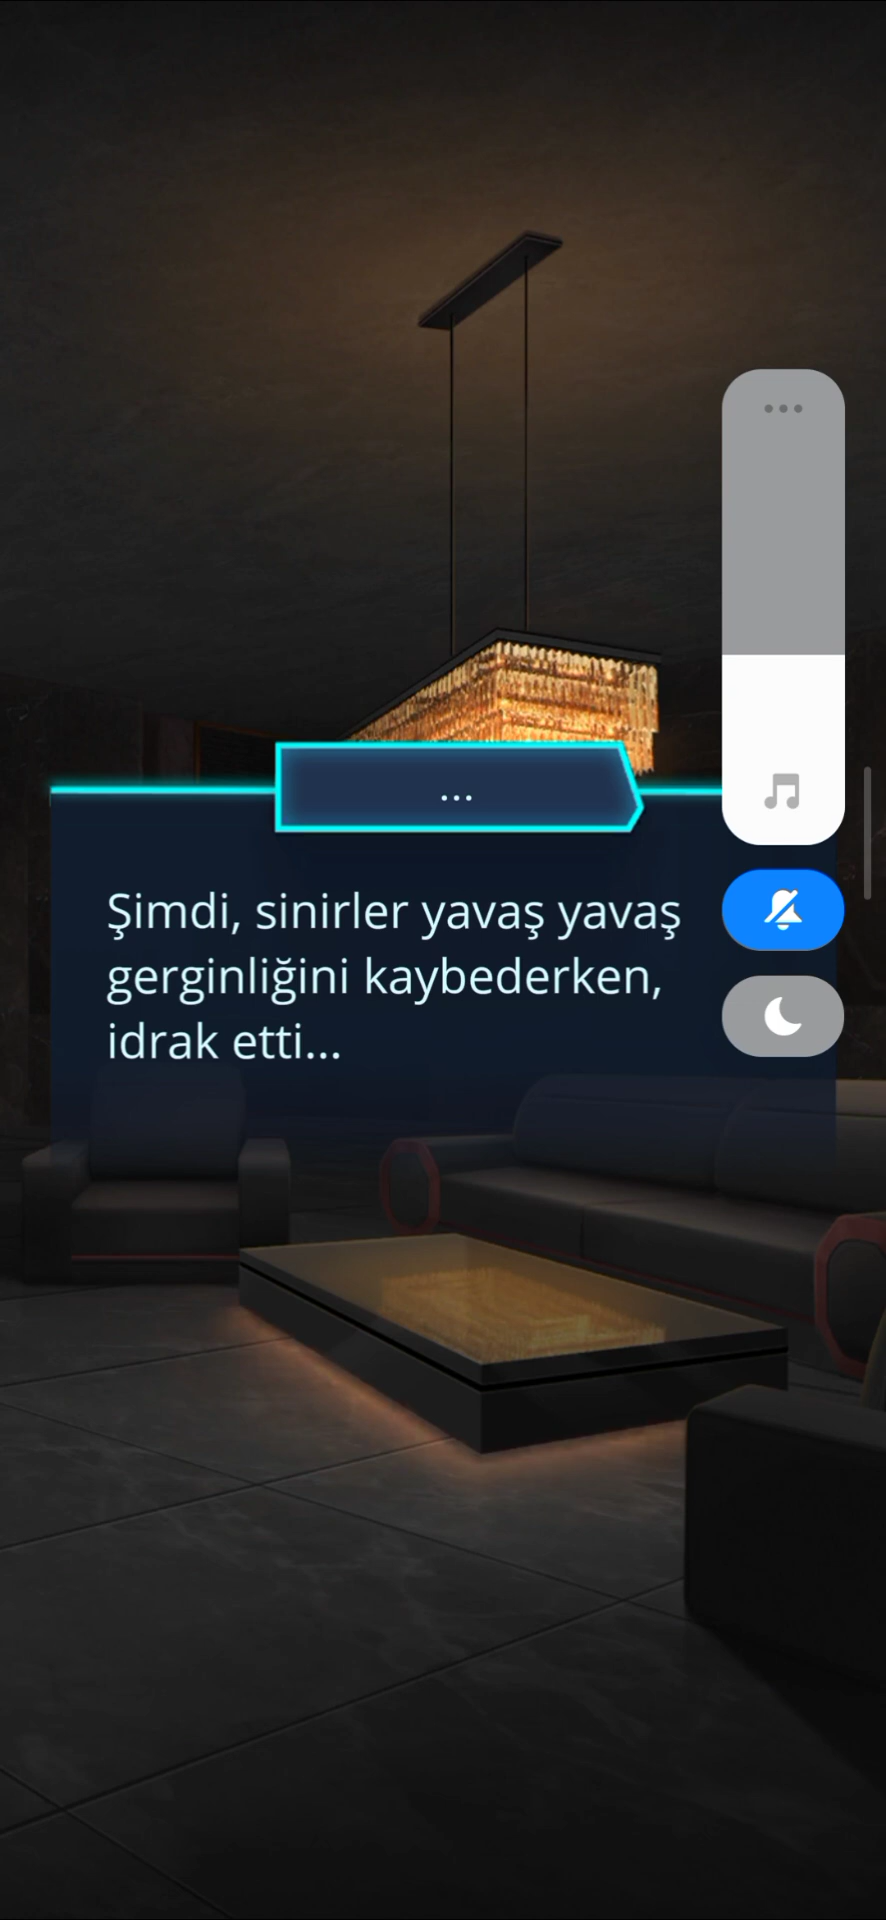 ...
Şimdi, sinirler yavaş yavaş
gerginliğini kaybederken,
idrak etti...